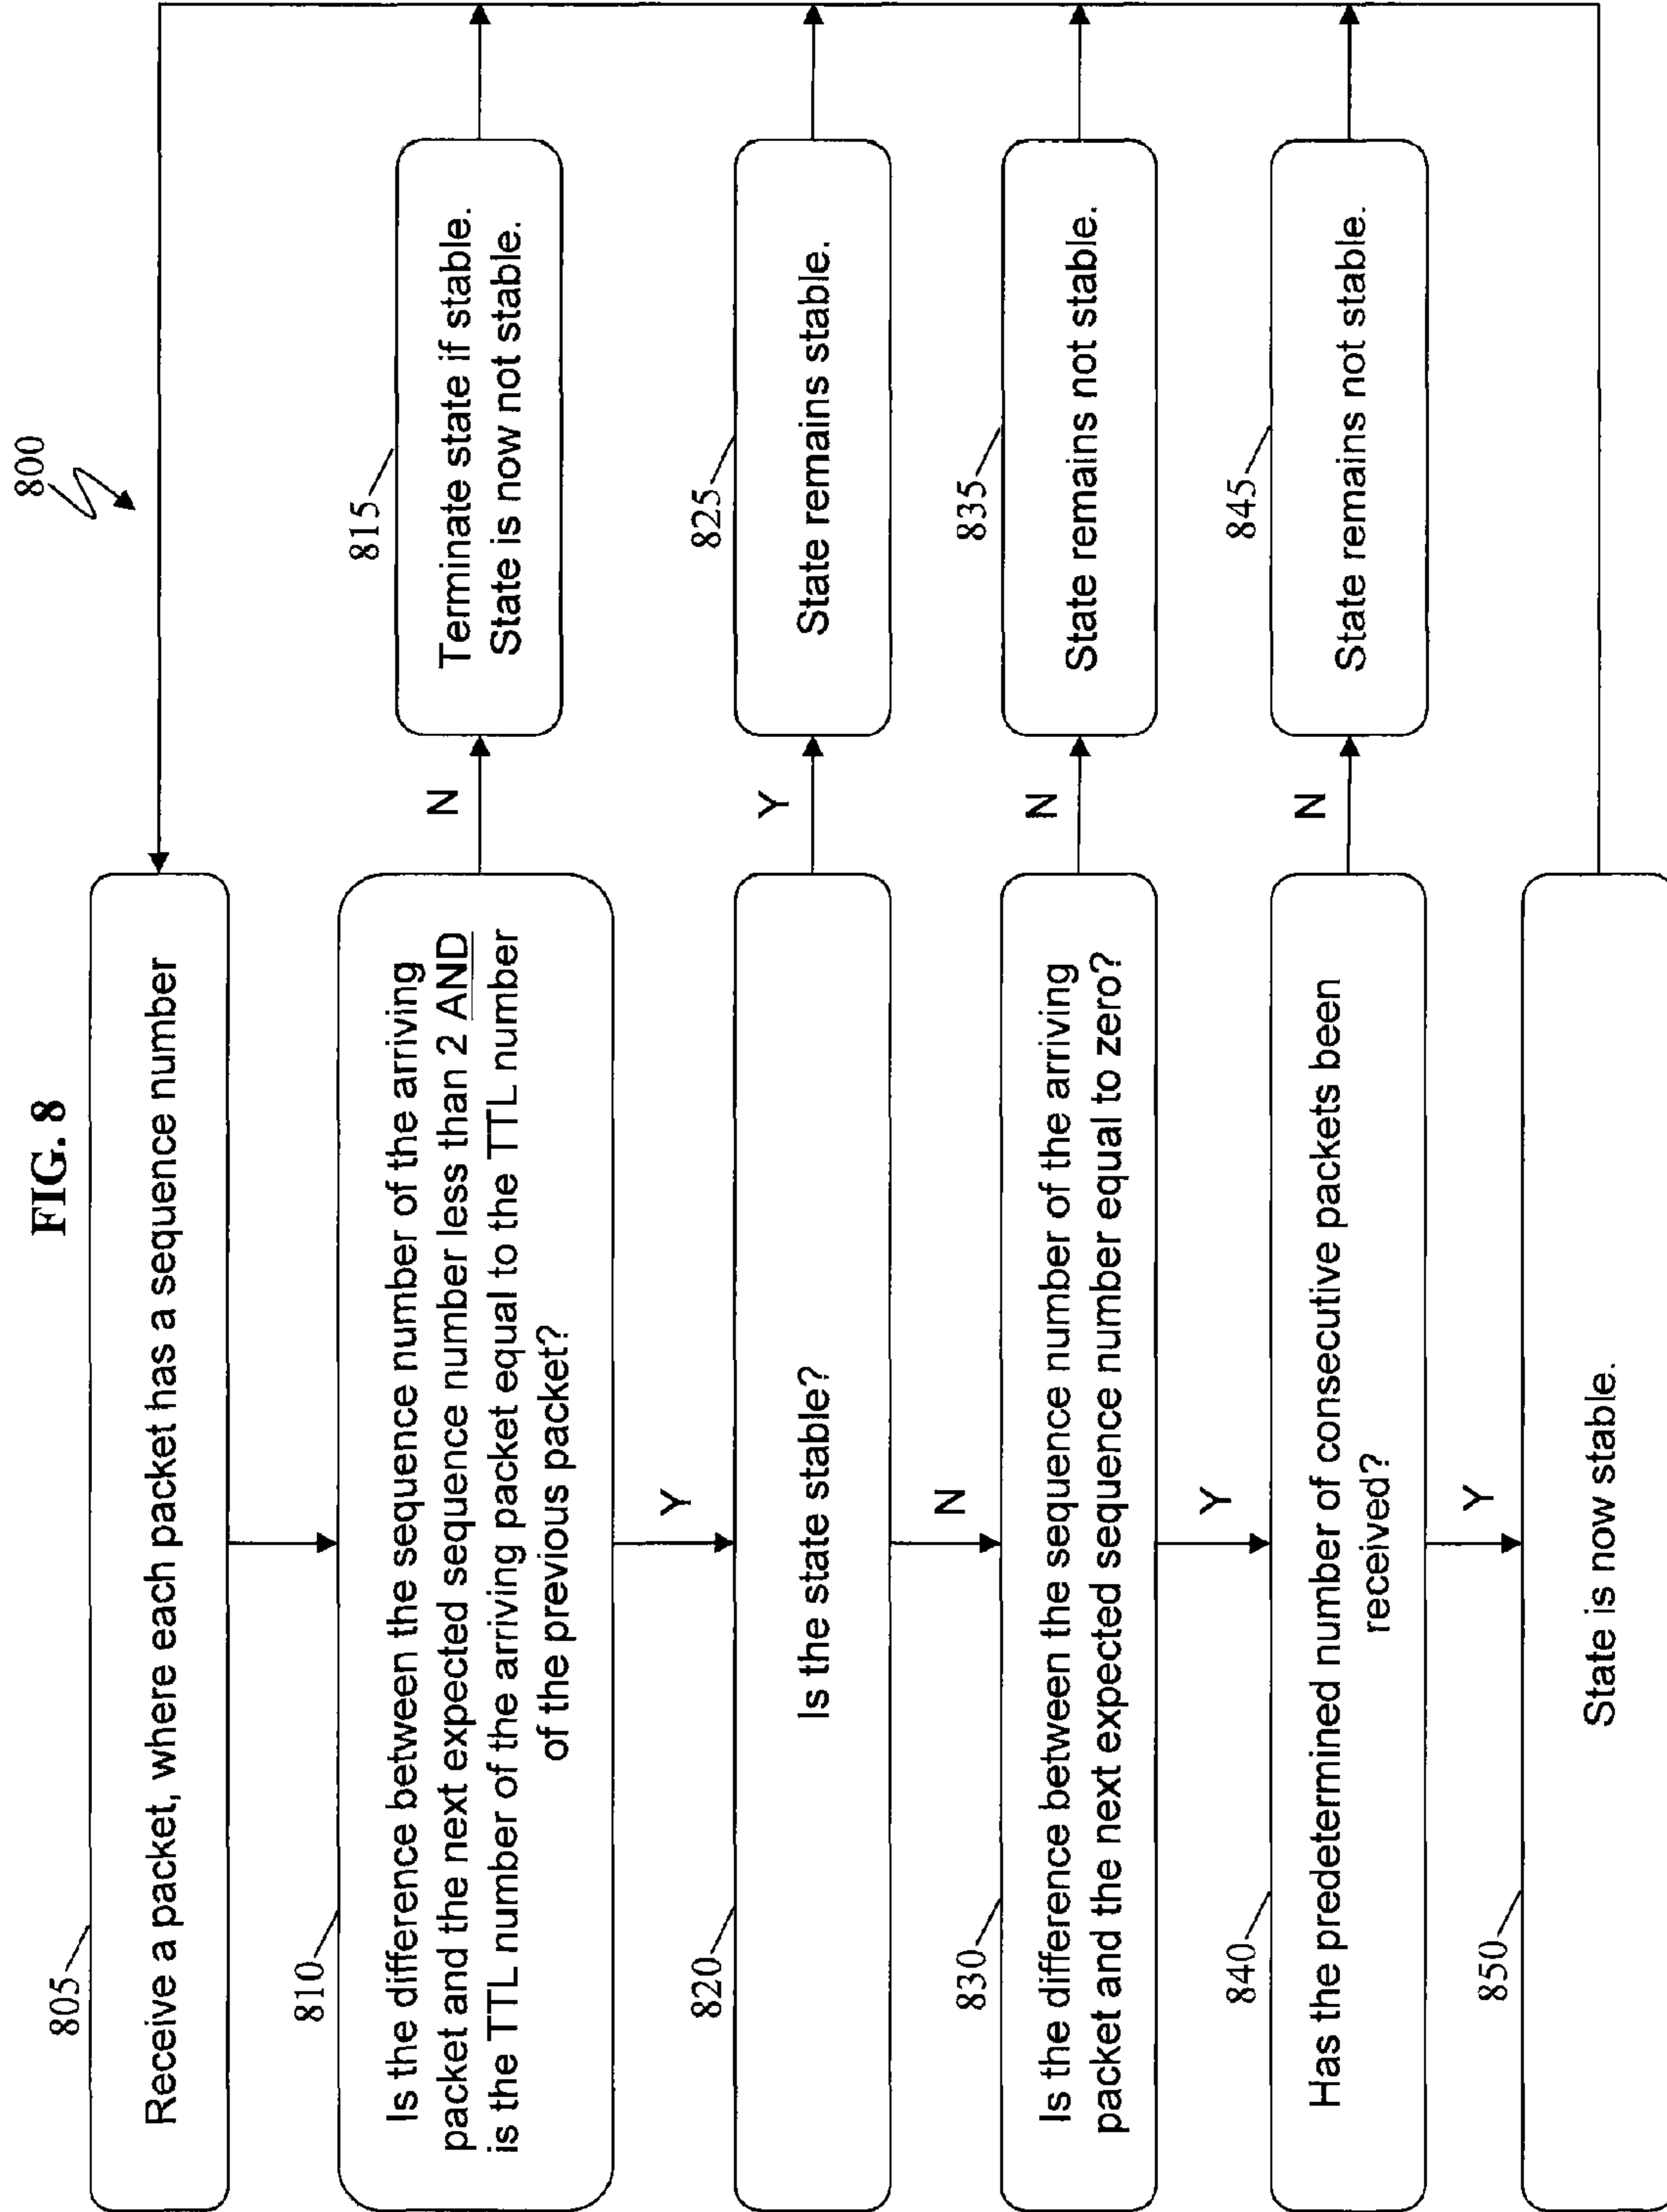 FIG. 8
800
805
Receive a packet, where each packet has a sequence number
810
Is the difference between the sequence number of the arriving
packet and the next expected sequence number less than 2 AND
is the TTL number of the arriving packet equal to the TTL number
of the previous packet?
N
815
Terminate state if stable.
State is now not stable.
Y
820
Is the state stable?
Y
825
State remains stable.
N
830
Is the difference between the sequence number of the arriving
packet and the next expected sequence number equal to zero?
N
835
State remains not stable.
Y
840
Has the predetermined number of consecutive packets been
received?
N
845
State remains not stable.
Y
850
State is now stable.